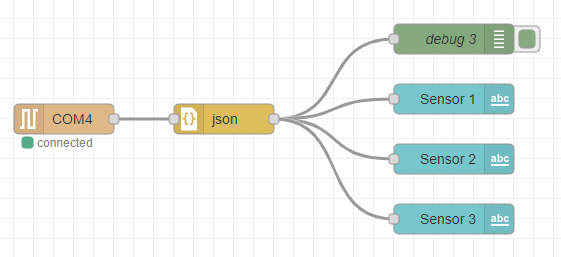 debug 3
Sensor 1
abc
COM4
{}
json
connected
Sensor 2
abc
Sensor 3
abc